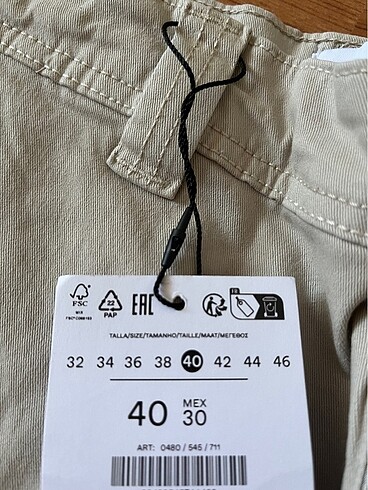 FSC
MIX
22
PAP
EAC
TALLA/SIZE/TAMANHO/TAILLE/MAAT/ΜΕΓΕΘΟΣ
32 34 36 38 40 42 44 46
40 MEX 30
ART: 0480 / 545 / 711